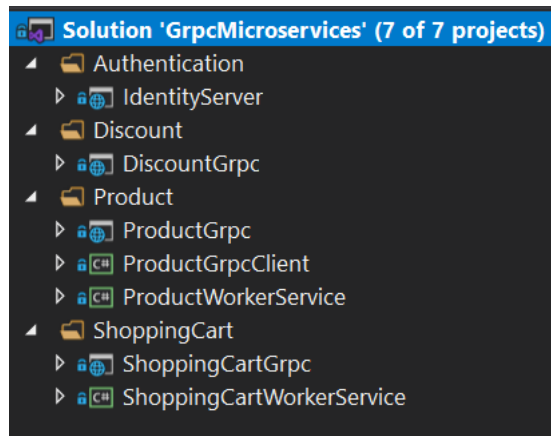 Solution 'GrpcMicroservices' (7 of 7 projects)
Authentication
IdentityServer
Discount
DiscountGrpc
Product
ProductGrpc
C# ProductGrpcClient
C# ProductWorkerService
ShoppingCart
ShoppingCartGrpc
C# ShoppingCartWorkerService